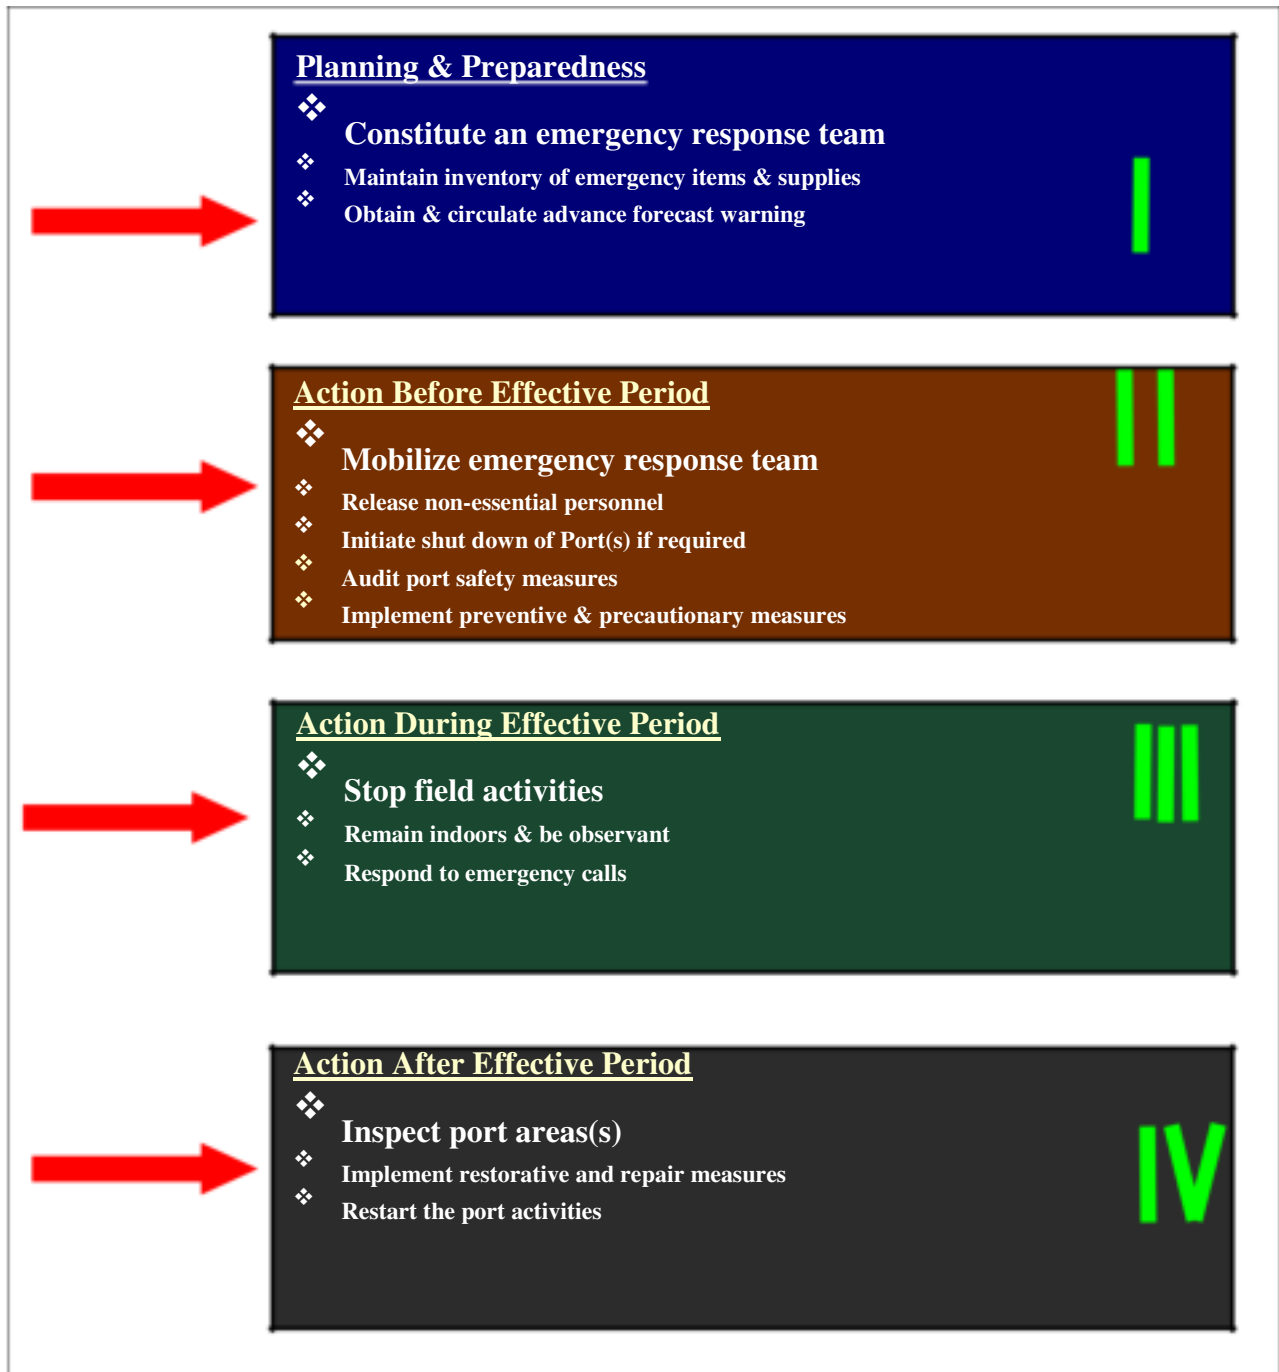 Planning & Preparedness
❖
Constitute an emergency response team
❖ Maintain inventory of emergency items & supplies
❖ Obtain & circulate advance forecast warning
I
Action Before Effective Period
II
❖
Mobilize emergency response team
❖ Release non-essential personnel
❖ Initiate shut down of Port(s) if required
❖ Audit port safety measures
❖ Implement preventive & precautionary measures
Action During Effective Period
III
❖
Stop field activities
❖ Remain indoors & be observant
❖ Respond to emergency calls
Action After Effective Period
❖
Inspect port areas(s)
❖ Implement restorative and repair measures
❖ Restart the port activities
IV